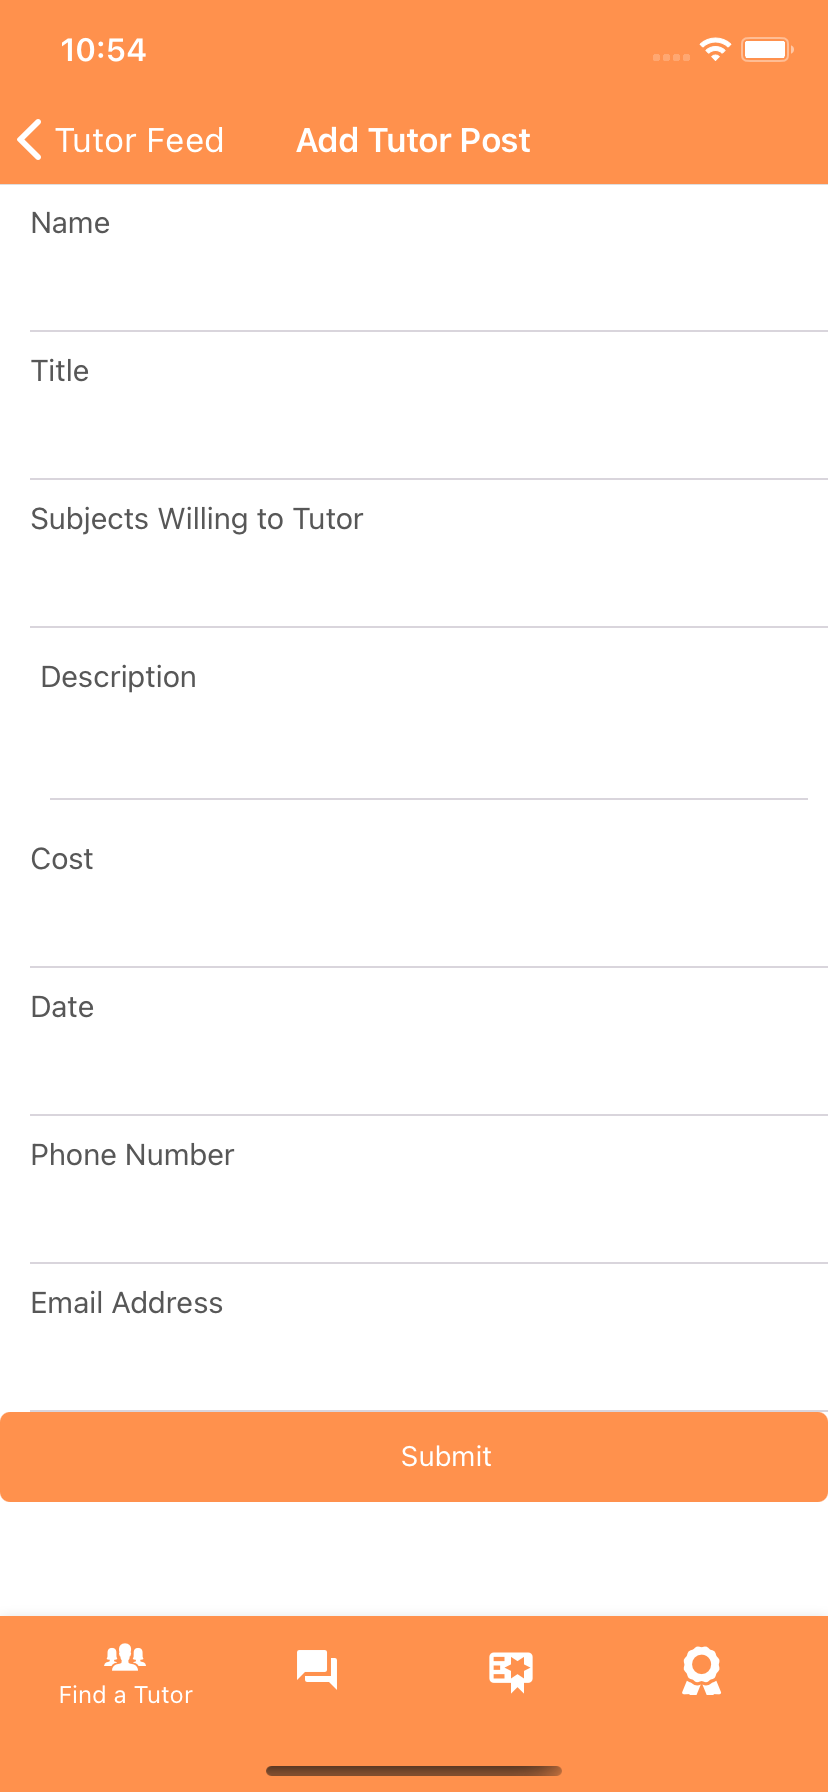 10:54
Tutor Feed Add Tutor Post
Name
Title
Subjects Willing to Tutor
Description
Cost
Date
Phone Number
Email Address
Submit
Find a Tutor